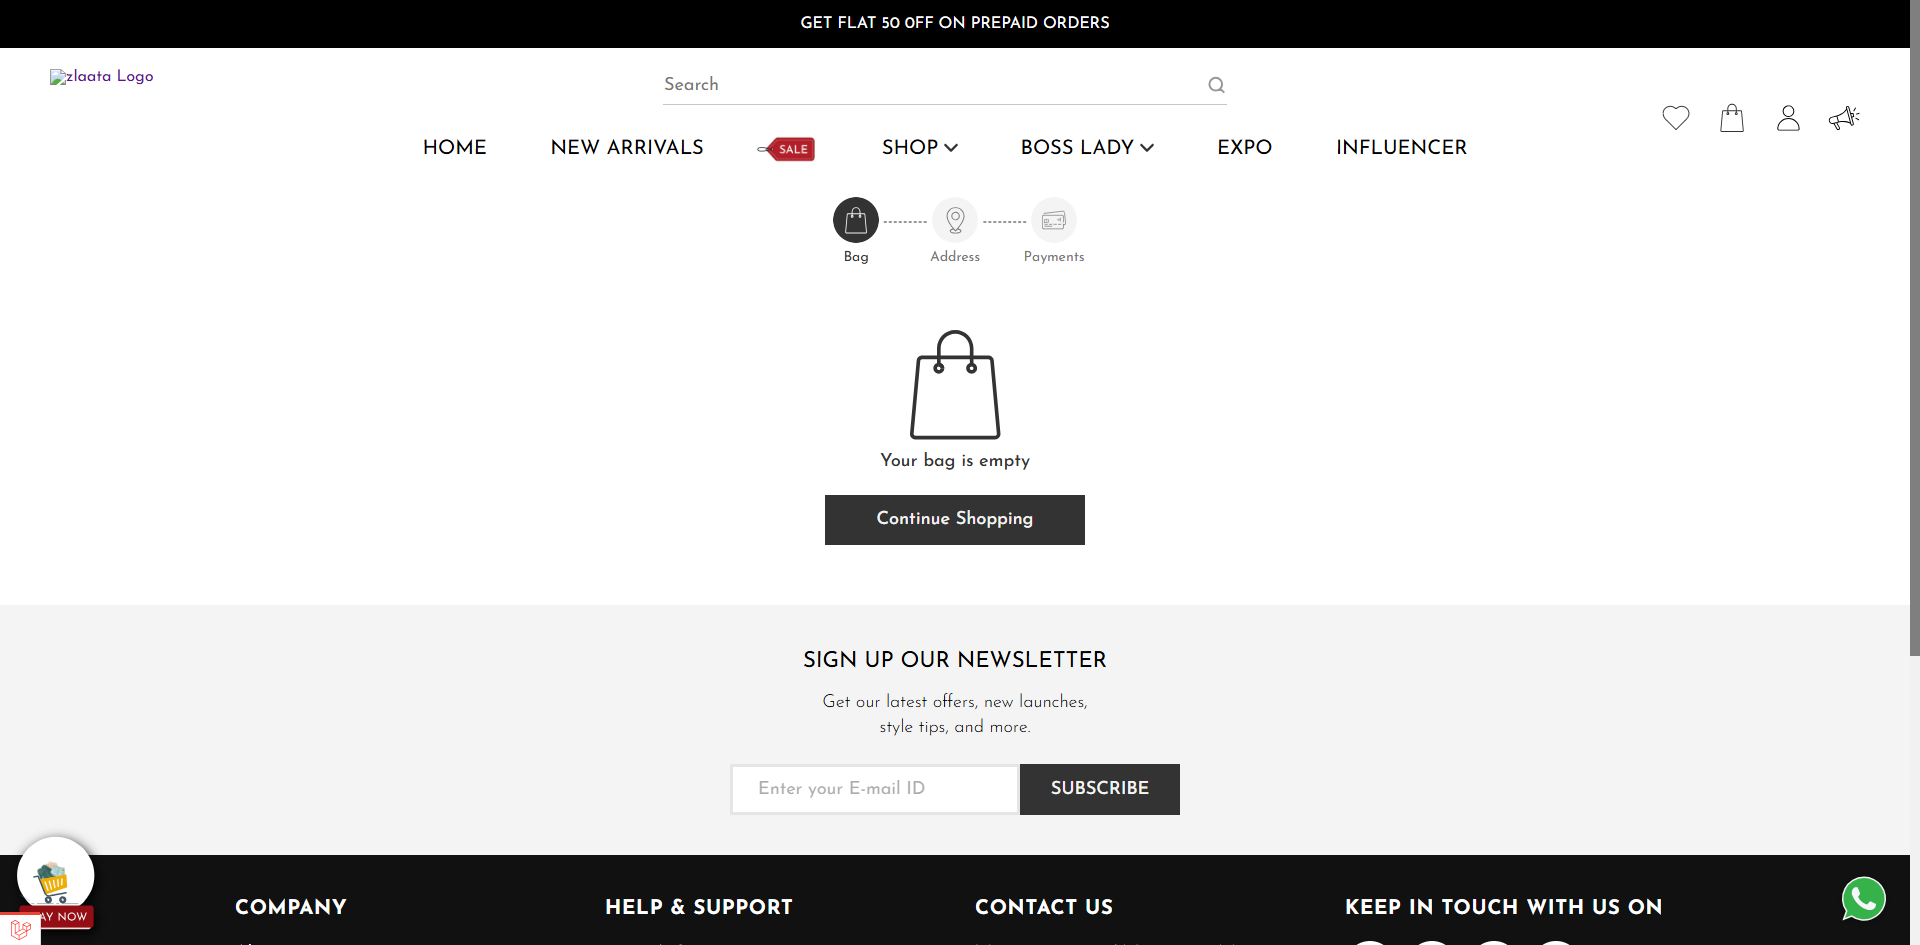 GET FLAT 50 OFF ON PREPAID ORDERS
zlaata Logo
Search
HOME
NEW ARRIVALS
SALE
SHOP
BOSS LADY
EXPO
INFLUENCER
Bag
Address
Payments
Your bag is empty
Continue Shopping
SIGN UP OUR NEWSLETTER
Get our latest offers, new launches,
style tips, and more.
Enter your E-mail ID
SUBSCRIBE
NOW
COMPANY
HELP & SUPPORT
CONTACT US
KEEP IN TOUCH WITH US ON